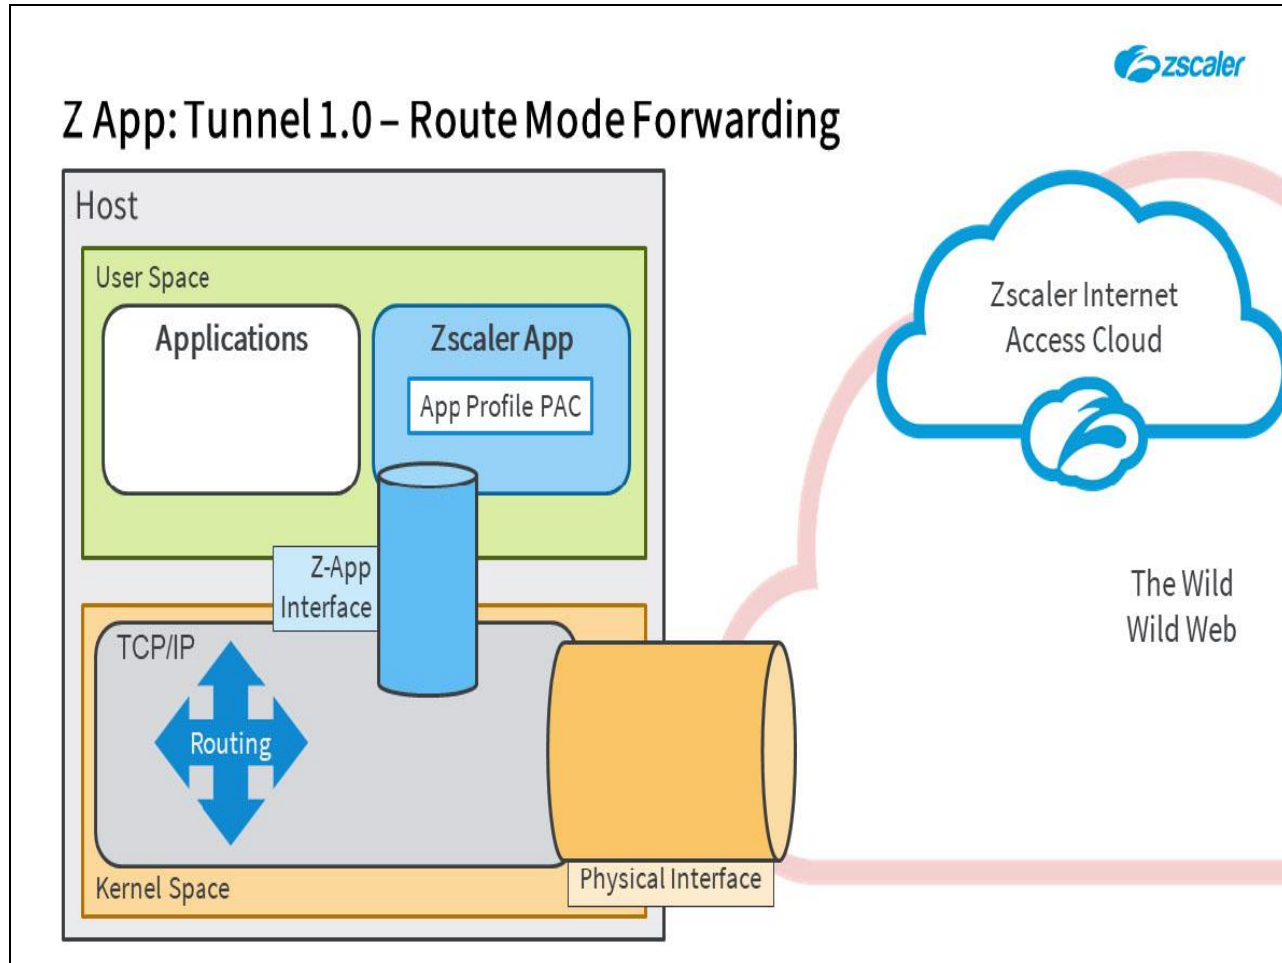 zscaler
Z App: Tunnel 1.0 – Route Mode Forwarding
Host
User Space
Applications
Zscaler App
App Profile PAC
Z-App
Interface
TCP/IP
Routing
Kernel Space
Physical Interface
Zscaler Internet
Access Cloud
The Wild
Wild Web